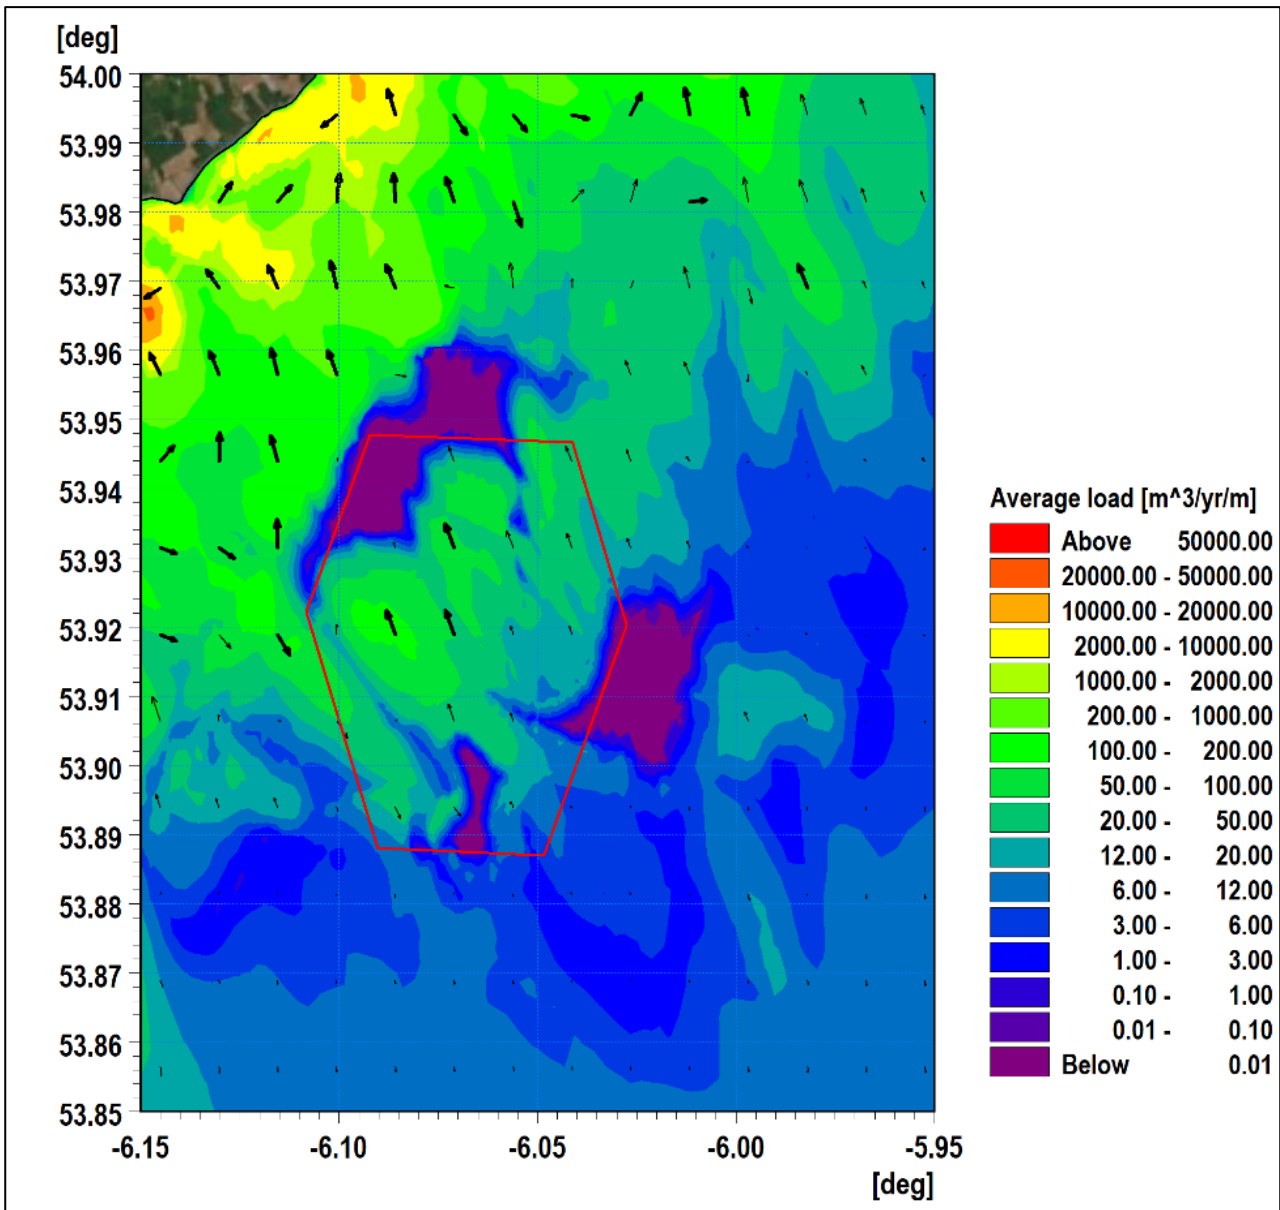 [deg]
54.00
53.99
53.98
53.97
53.96
53.95
53.94
53.93
53.92
53.91
53.90
53.89
53.88
53.87
53.86
53.85
-6.15 -6.10 -6.05 -6.00 -5.95
[deg]
Average load [m^3/yr/m]
Above 50000.00
20000.00 - 50000.00
10000.00 - 20000.00
2000.00 - 10000.00
1000.00 - 2000.00
200.00 - 1000.00
100.00 - 200.00
50.00 - 100.00
20.00 - 50.00
12.00 - 20.00
6.00 - 12.00
3.00 - 6.00
1.00 - 3.00
0.10 - 1.00
0.01 - 0.10
Below 0.01